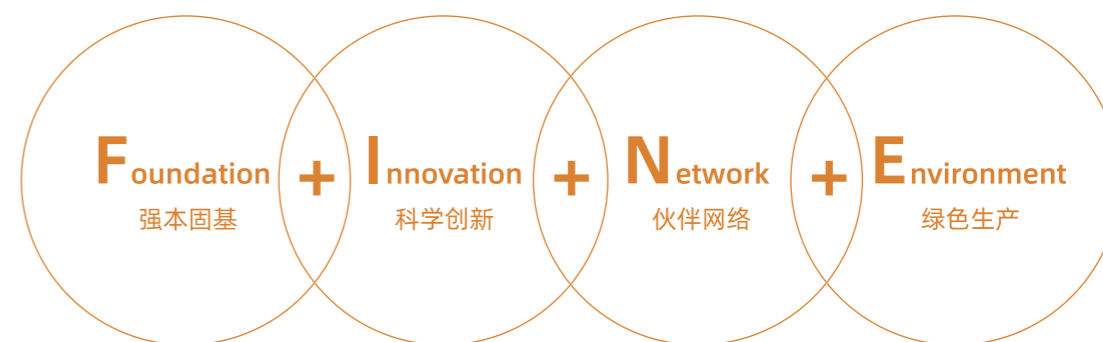 Foundation + Innovation + Network + Environment
强本固基 科学创新 伙伴网络 绿色生产